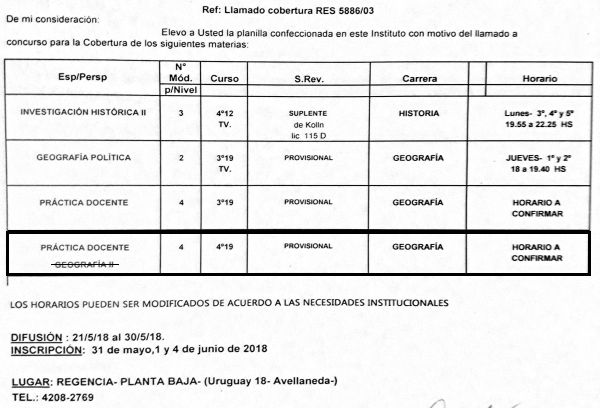 Ref: Llamado cobertura RES 5886/03
De mi consideración:
Elevo a Usted la planilla confeccionada en este Instituto con motivo del llamado a
concurso para la Cobertura de los siguientes materias:
Esp/Persp N° Mód. p/Nivel Curso S.Rev. Carrera Horario
INVESTIGACIÓN HISTÓRICA II 3 4°12 TV. SUPLENTE de Kolln lic 115 D HISTORIA Lunes- 3°, 4° y 5° 19.55 a 22.25 HS
GEOGRAFÍA POLÍTICA 2 3°19 TV. PROVISIONAL GEOGRAFÍA JUEVES- 1° y 2° 18 a 19.40 HS
PRÁCTICA DOCENTE 4 3°19 PROVISIONAL GEOGRAFÍA HORARIO A CONFIRMAR
PRÁCTICA DOCENTE GEOGRAFÍA II 4 4°19 PROVISIONAL GEOGRAFÍA HORARIO A CONFIRMAR
LOS HORARIOS PUEDEN SER MODIFICADOS DE ACUERDO A LAS NECESIDADES INSTITUCIONALES
DIFUSIÓN : 21/5/18 al 30/5/18.
INSCRIPCIÓN: 31 de mayo,1 y 4 de junio de 2018
LUGAR: REGENCIA- PLANTA BAJA- (Uruguay 18- Avellaneda-)
TEL.: 4208-2769